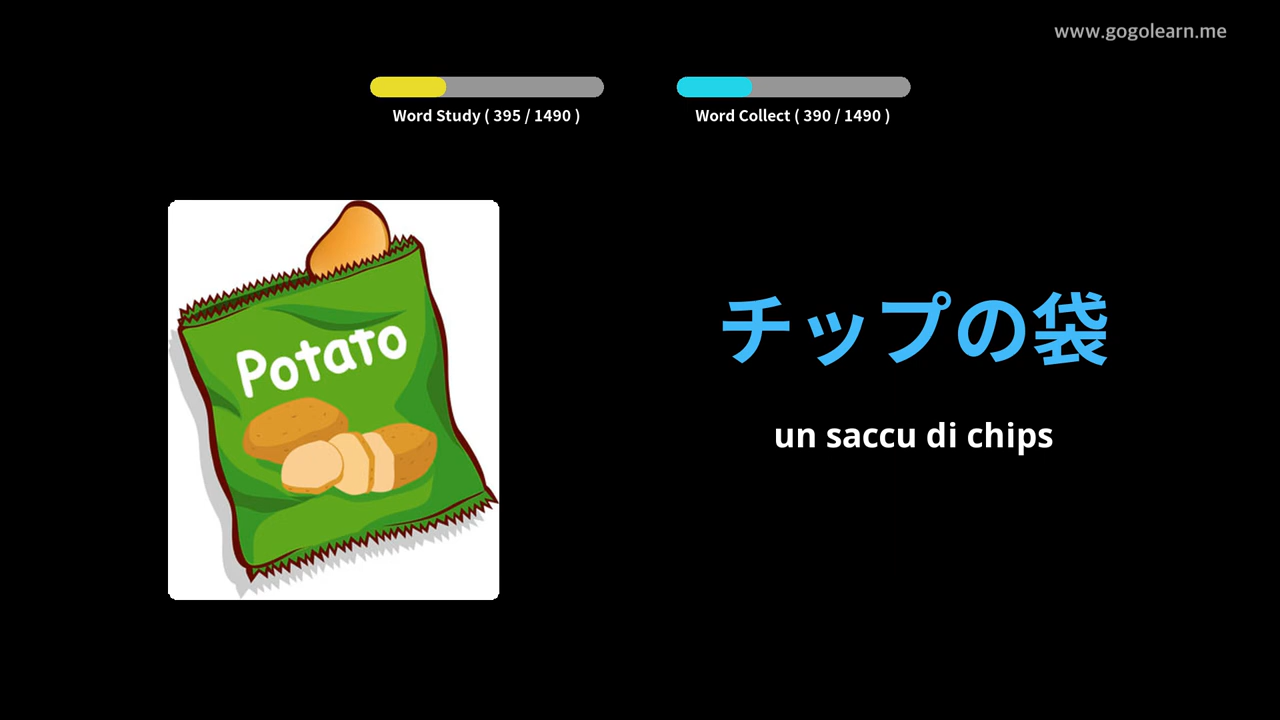 www.gogolearn.me
Word Study ( 395 / 1490 )
Word Collect ( 390 / 1490 )
Potato
チップの袋
un saccu di chips